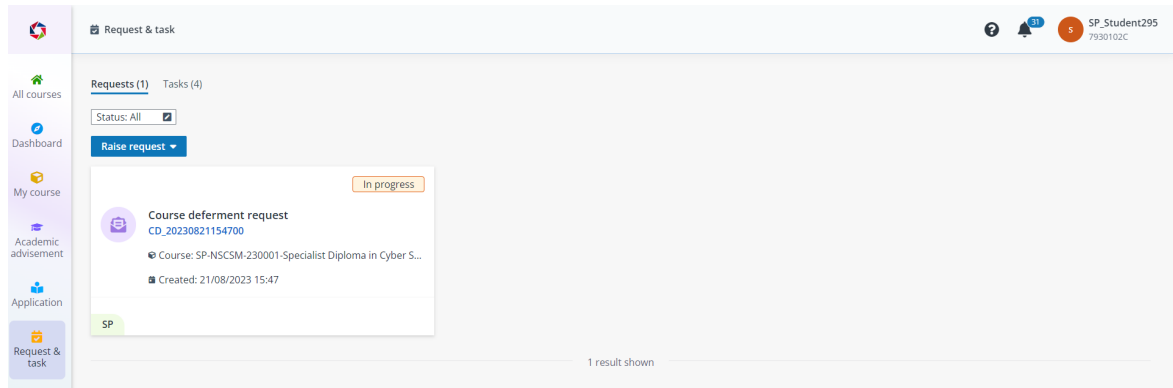 Request & task
31
S
SP_Student295
7930102C
All courses
Dashboard
My course
Academic
advisement
Application
Request &
task
Requests (1)
Tasks (4)
Status: All
Raise request
In progress
Course deferment request
CD_20230821154700
Course: SP-NSCSM-230001-Specialist Diploma in Cyber S...
Created: 21/08/2023 15:47
SP
1 result shown